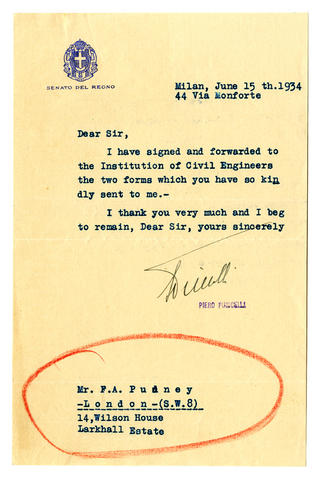 SENATO DEL REGNO
Milan, June 15 th.1934
44 Via Monforte
Dear Sir,
I have signed and forwarded to
the Institution of Civil Engineers
the two forms which you have so kin
dly sent to me.-
I thank you very much and I beg
to remain, Dear Sir, yours sincerely
PIERO PURICELLI
Mr. F.A. Pudney
-London-(S.W.8)
14,Wilson House
Larkhall Estate